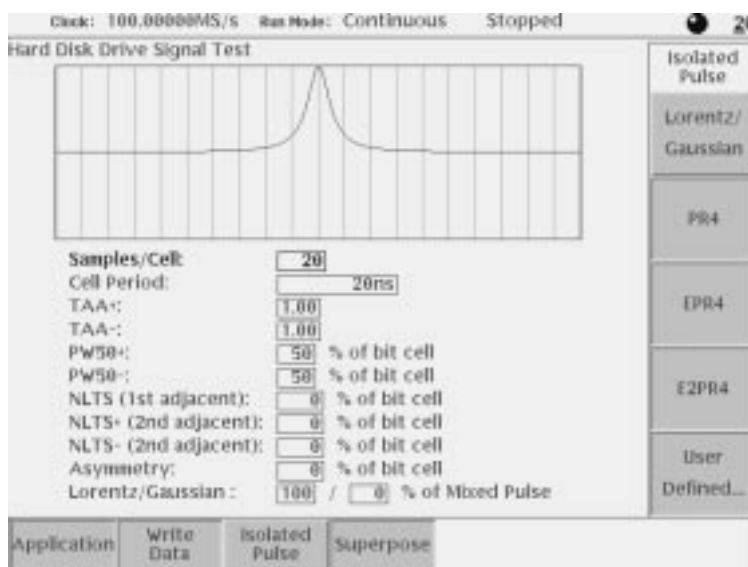 Clock: 100.00000MS/s Run Mode: Continuous Stopped
Hard Disk Drive Signal Test
Samples/Cell: 20
Cell Period: 20ns
TAA+: 1.00
TAA-: 1.00
PW50+: 50 % of bit cell
PW50-: 50 % of bit cell
NLTS (1st adjacent): 0 % of bit cell
NLTS+ (2nd adjacent): 0 % of bit cell
NLTS- (2nd adjacent): 0 % of bit cell
Asymmetry: 0 % of bit cell
Lorentz/Gaussian : 100 / 0 % of Mixed Pulse
Isolated
Pulse
Lorentz/
Gaussian
PR4
EPR4
E2PR4
User
Defined...
Application
Write
Data
Isolated
Pulse
Superpose